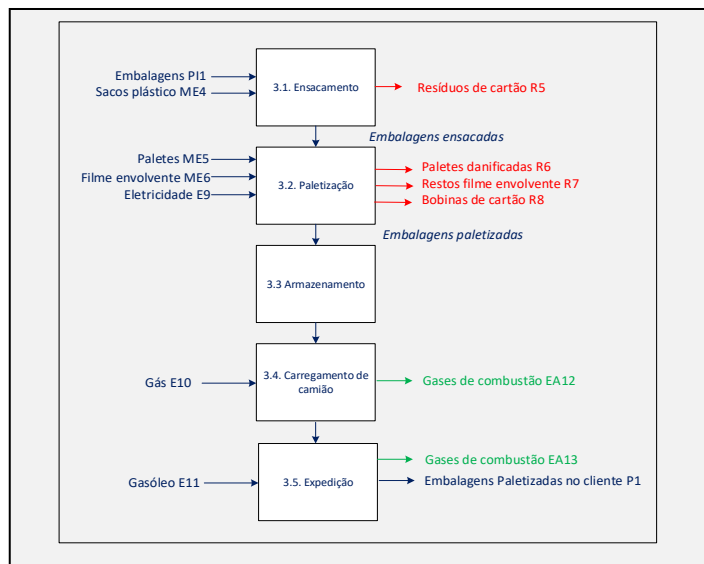 Embalagens PI1
Sacos plástico ME4
3.1. Ensacamento
Resíduos de cartão R5
Embalagens ensacadas
Paletes ME5
Filme envolvente ME6
Eletricidade E9
3.2. Paletização
Paletes danificadas R6
Restos filme envolvente R7
Bobinas de cartão R8
Embalagens paletizadas
3.3 Armazenamento
Gás E10
3.4. Carregamento de
camião
Gases de combustão EA12
Gasóleo E11
3.5. Expedição
Gases de combustão EA13
Embalagens Paletizadas no cliente P1